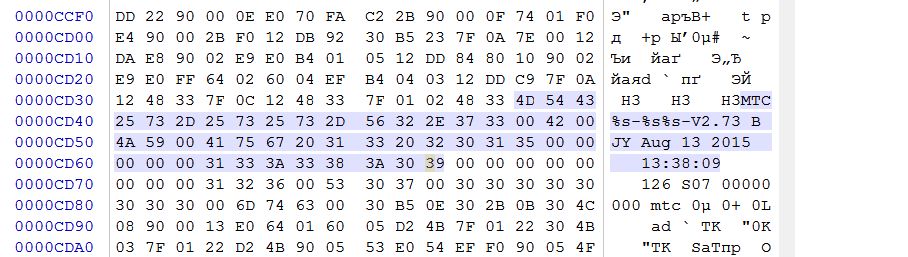 0000CCF0 DD 22 90 00 0E E0 70 FA C2 2B 90 00 0F 74 01 F0 Э" аръВ+ t р
0000CD00 E4 90 00 2B F0 12 DB 92 30 B5 23 7F 0A 7E 00 12 д +р Ы’0µ# ~
0000CD10 DA E8 90 02 E9 E0 B4 01 05 12 DD 84 80 10 90 02 Ъи йаґ Э„Ђ
0000CD20 E9 E0 FF 64 02 60 04 EF B4 04 03 12 DD C9 7F 0A йаяd ` пґ ЭЙ
0000CD30 12 48 33 7F 0C 12 48 33 7F 01 02 48 33 4D 54 43 H3 H3 H3MTC
0000CD40 25 73 2D 25 73 25 73 2D 56 32 2E 37 33 00 42 00 %s-%s%s-V2.73 B
0000CD50 4A 59 00 41 75 67 20 31 33 20 32 30 31 35 00 00 JY Aug 13 2015
0000CD60 00 00 00 31 33 3A 33 38 3A 30 39 00 00 00 00 00 13:38:09
0000CD70 00 00 00 31 32 36 00 53 30 37 00 30 30 30 30 30 126 S07 00000
0000CD80 30 30 30 00 6D 74 63 00 30 B5 0E 30 2B 0B 30 4C 000 mtc 0µ 0+ 0L
0000CD90 08 90 00 13 E0 64 01 60 05 D2 4B 7F 01 22 30 4B аd ` ТК "0K
0000CDA0 03 7F 01 22 D2 4B 90 05 53 E0 54 EF F0 90 05 4F "ТК SаTпр O